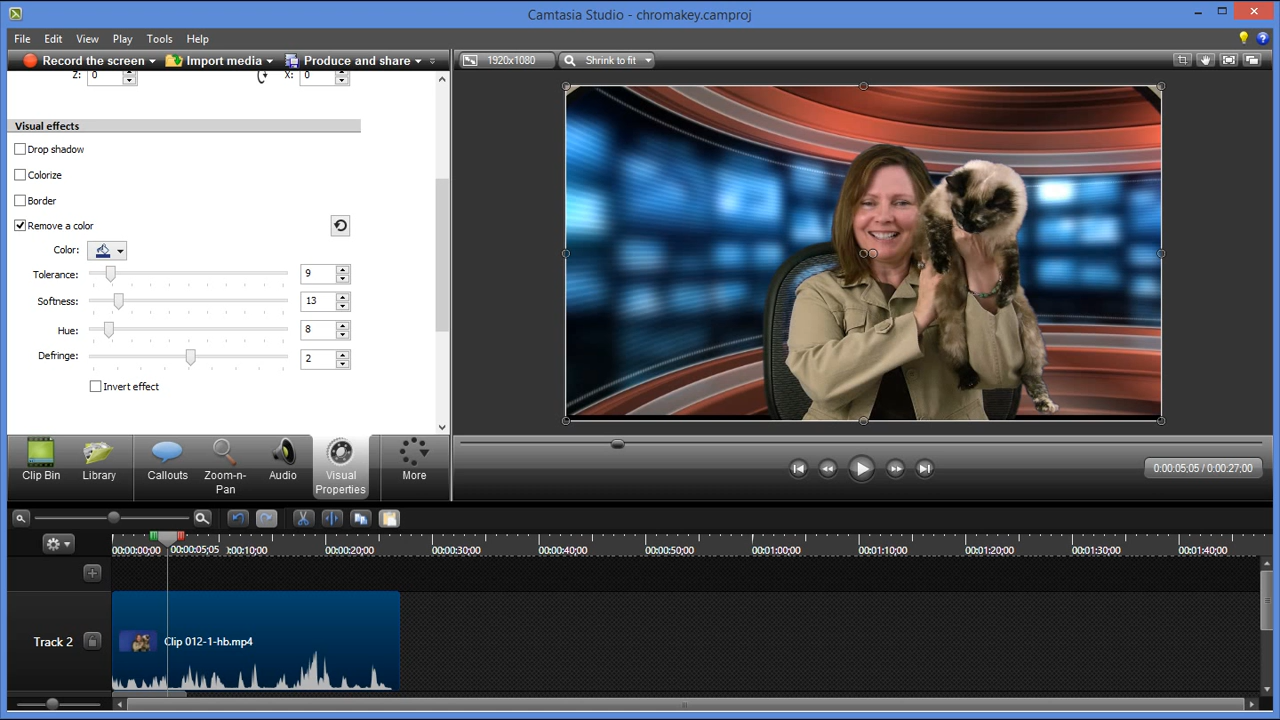 Camtasia Studio - chromakey.camproj
File Edit View Play Tools Help
Record the screen Import media Produce and share 1920x1080 Shrink to fit
Z: 0 X: 0
Visual effects
Drop shadow
Colorize
Border
Remove a color
Color:
Tolerance: 9
Softness: 13
Hue: 8
Defringe: 2
Invert effect
Clip Bin Library Callouts Zoom-n-Pan Audio Visual Properties More
0:00:05;05 / 0:00:27;00
00:00:00;00 00:00:05;05 :00:10;00 00:00:20;00 00:00:30;00 00:00:40;00 00:00:50;00 00:01:00;00 00:01:10;00 00:01:20;00 00:01:30;00 00:01:40;00
Track 2 Clip 012-1-hb.mp4